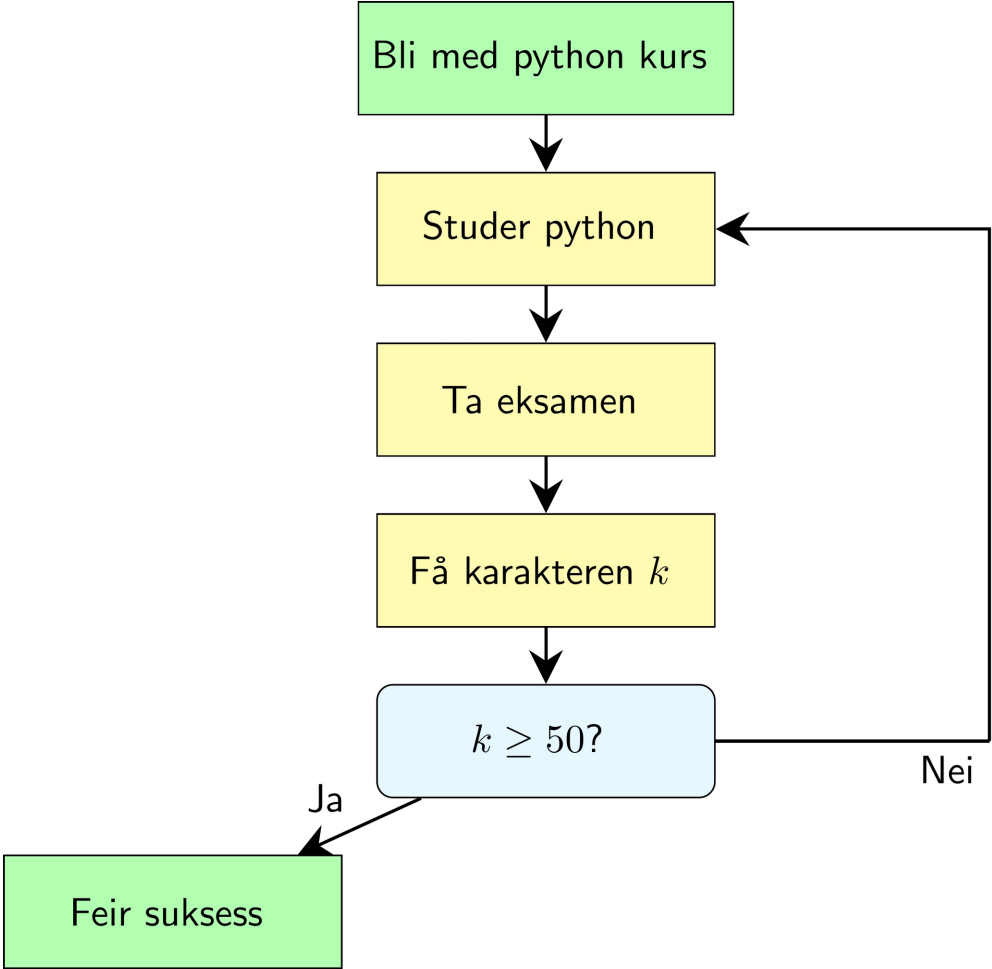 Bli med python kurs
Studer python
Ta eksamen
Få karakteren k
k ≥ 50?
Nei
Ja
Feir suksess